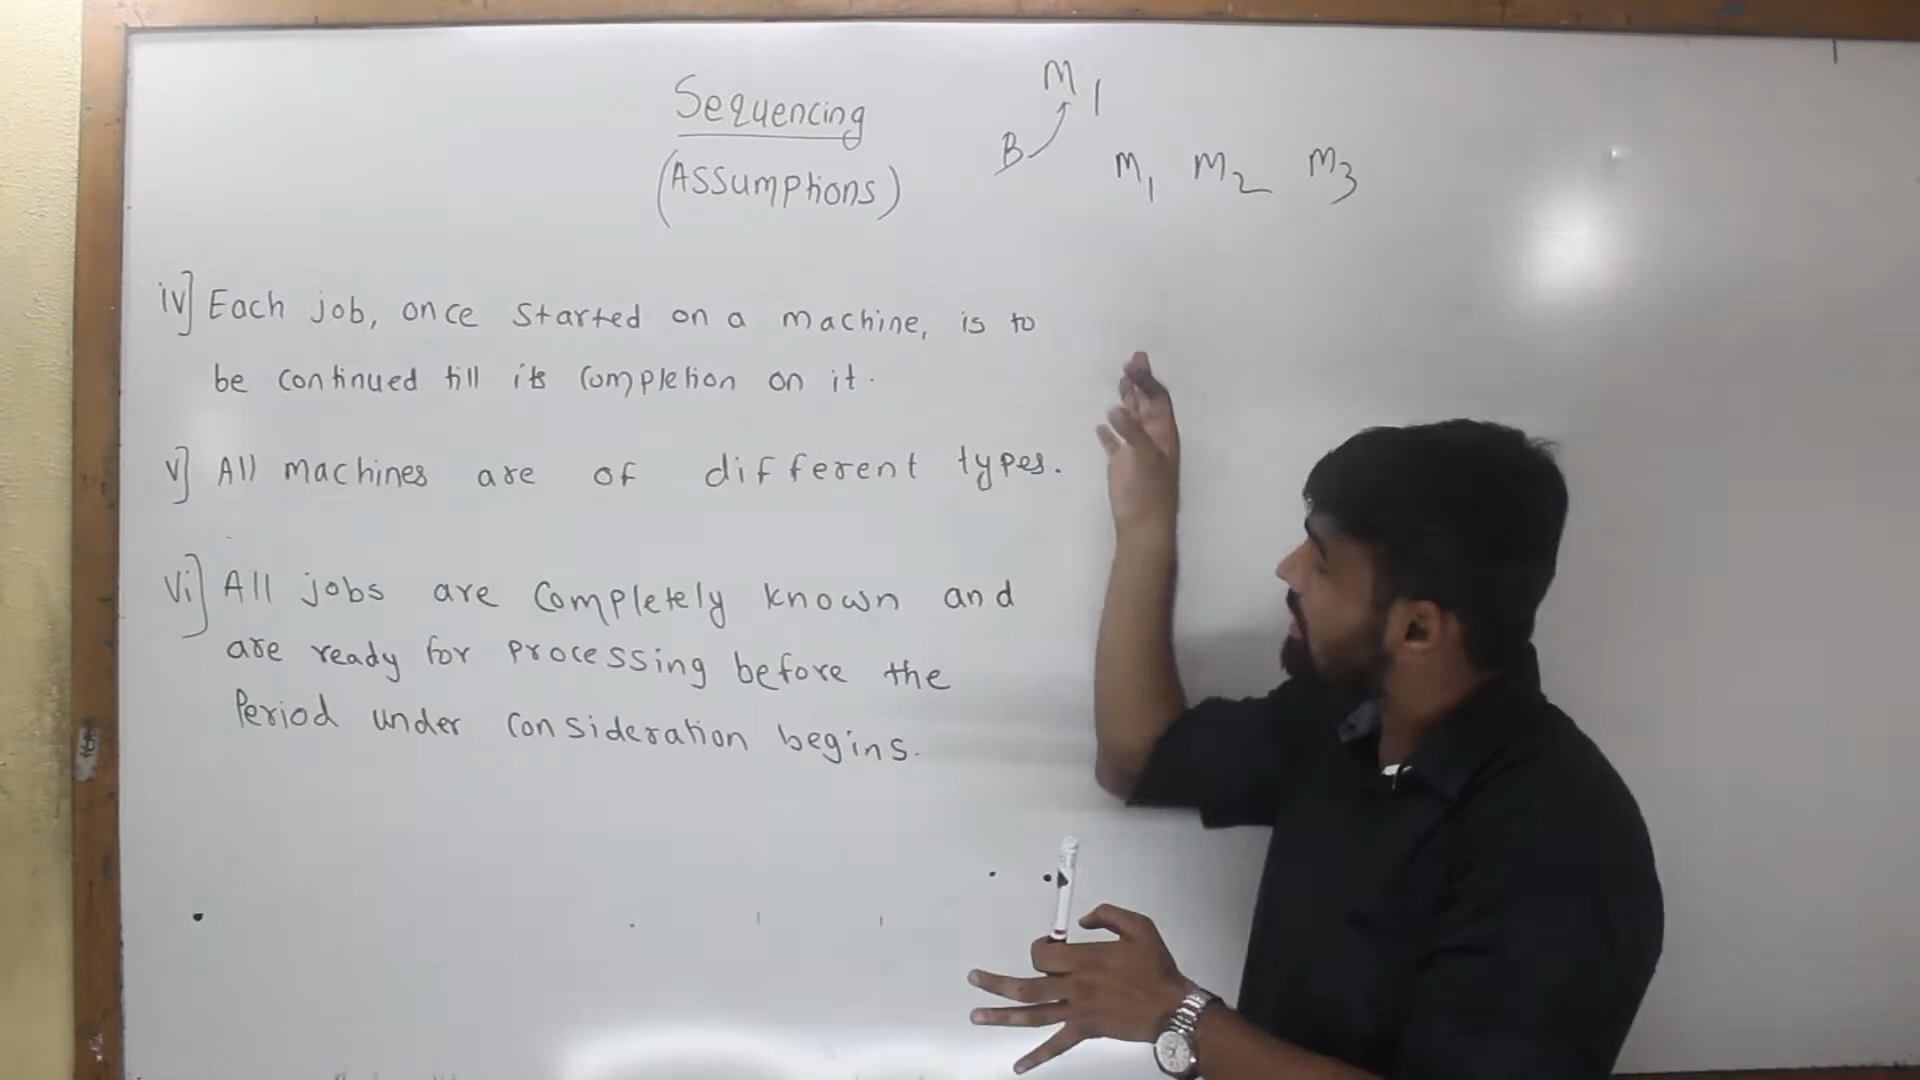 Sequencing
(Assumptions)
M1
B
M1 M2 M3
iv] Each job, once started on a machine, is to
be continued till its completion on it.
v] All machines are of different types.
vi] All jobs are completely known and
are ready for processing before the
Period under consideration begins.